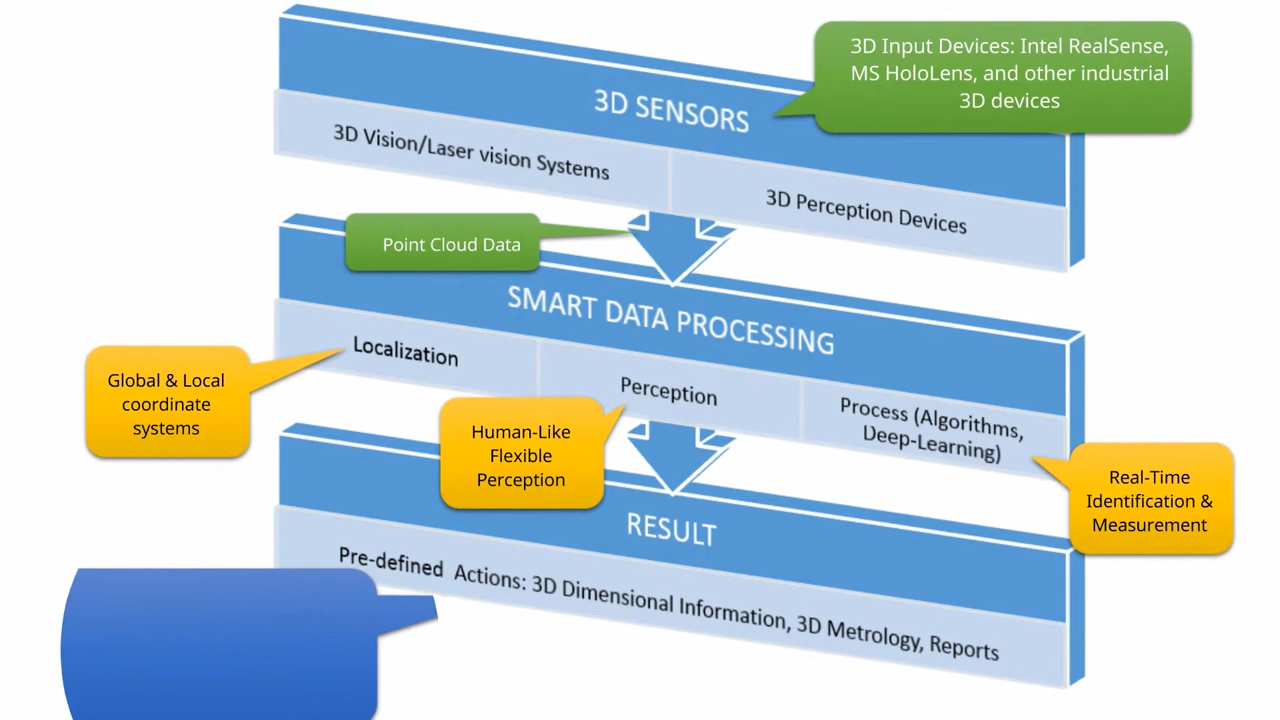 3D Input Devices: Intel RealSense,
MS HoloLens, and other industrial
3D devices
3D SENSORS
3D Vision/Laser vision Systems
3D Perception Devices
Point Cloud Data
SMART DATA PROCESSING
Localization
Perception
Process (Algorithms,
Deep-Learning)
Global & Local
coordinate
systems
Human-Like
Flexible
Perception
Real-Time
Identification &
Measurement
RESULT
Pre-defined Actions: 3D Dimensional Information, 3D Metrology, Reports